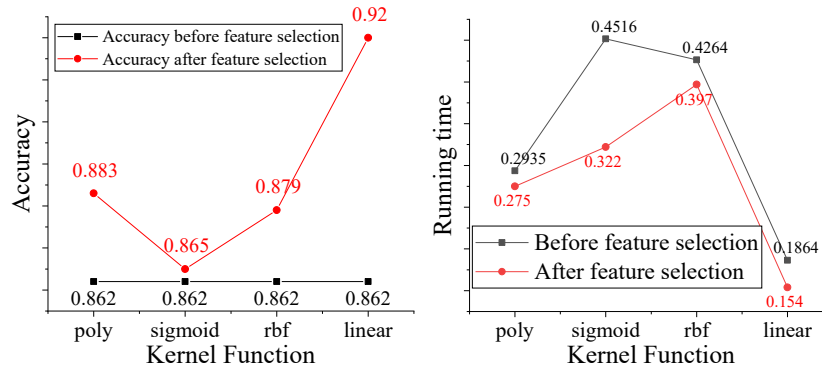 Accuracy before feature selection
Accuracy after feature selection
0.92
0.883
0.879
0.865
0.862 0.862 0.862 0.862
poly sigmoid rbf linear
Kernel Function
Accuracy
0.4516
0.4264
0.397
0.322
0.2935
0.275
Before feature selection
After feature selection
0.1864
0.154
poly sigmoid rbf linear
Kernel Function
Running time